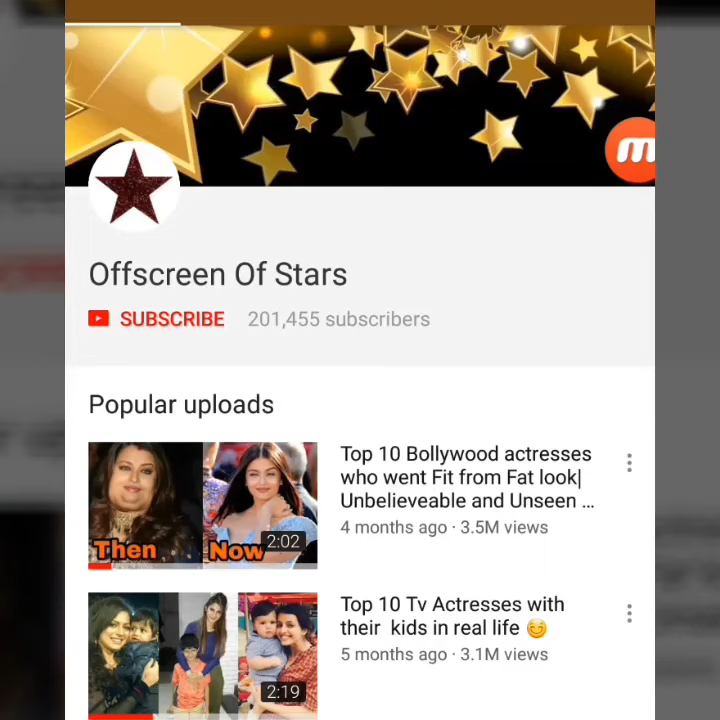 m
Offscreen Of Stars
SUBSCRIBE 201,455 subscribers
Popular uploads
Top 10 Bollywood actresses
who went Fit from Fat look|
Unbelieveable and Unseen ...
4 months ago · 3.5M views
Then Now 2:02
Top 10 Tv Actresses with
their kids in real life 😊
5 months ago · 3.1M views
2:19